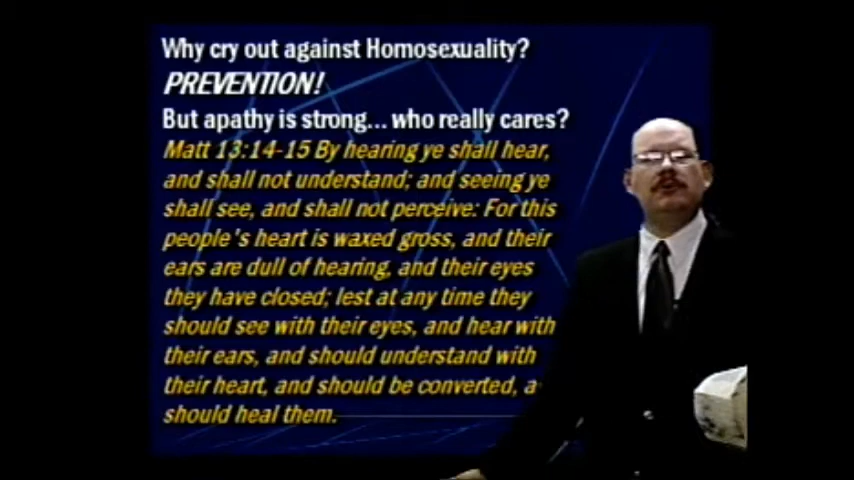 Why cry out against Homosexuality?
PREVENTION!
But apathy is strong... who really cares?
Matt 13:14-15 By hearing ye shall hear,
and shall not understand; and seeing ye
shall see, and shall not perceive: For this
people's heart is waxed gross, and their
ears are dull of hearing, and their eyes
they have closed; lest at any time they
should see with their eyes, and hear with
their ears, and should understand with
their heart, and should be converted, a
should heal them.